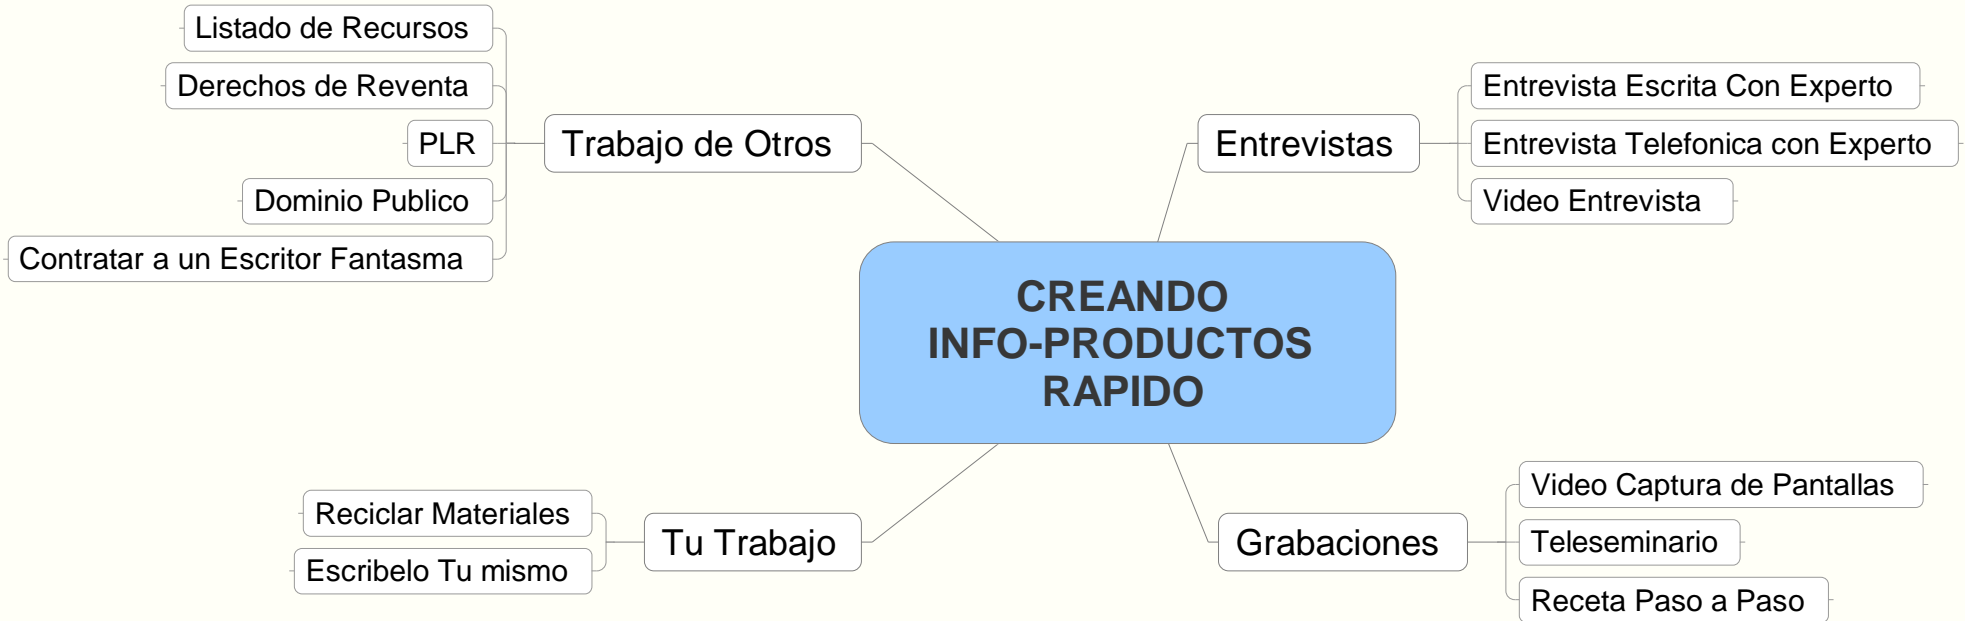 Listado de Recursos
Derechos de Reventa
PLR
Dominio Publico
Contratar a un Escritor Fantasma
Trabajo de Otros
Entrevistas
Entrevista Escrita Con Experto
Entrevista Telefonica con Experto
Video Entrevista
CREANDO
INFO-PRODUCTOS
RAPIDO
Reciclar Materiales
Escribelo Tu mismo
Tu Trabajo
Grabaciones
Video Captura de Pantallas
Teleseminario
Receta Paso a Paso